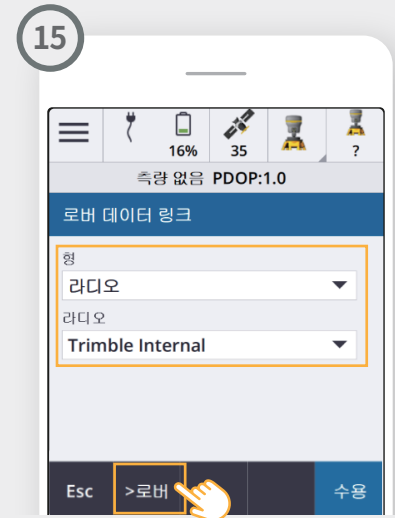 15
16%
35
?
측량 없음 PDOP:1.0
로버 데이터 링크
형
라디오
라디오
Trimble Internal
Esc >로버 수용